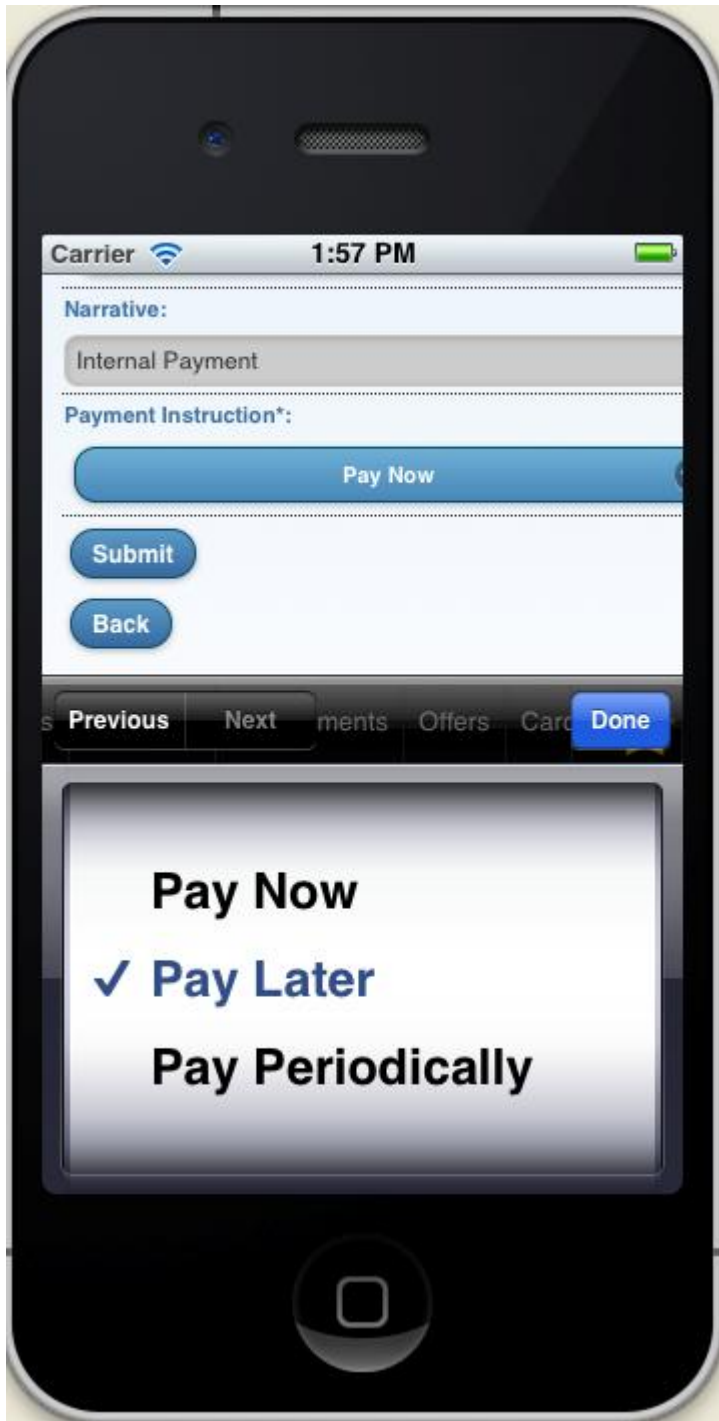 Carrier 1:57 PM
Narrative:
Internal Payment
Payment Instruction*:
Pay Now
Submit
Back
s Previous Next ments Offers Card Done
Pay Now
✓ Pay Later
Pay Periodically